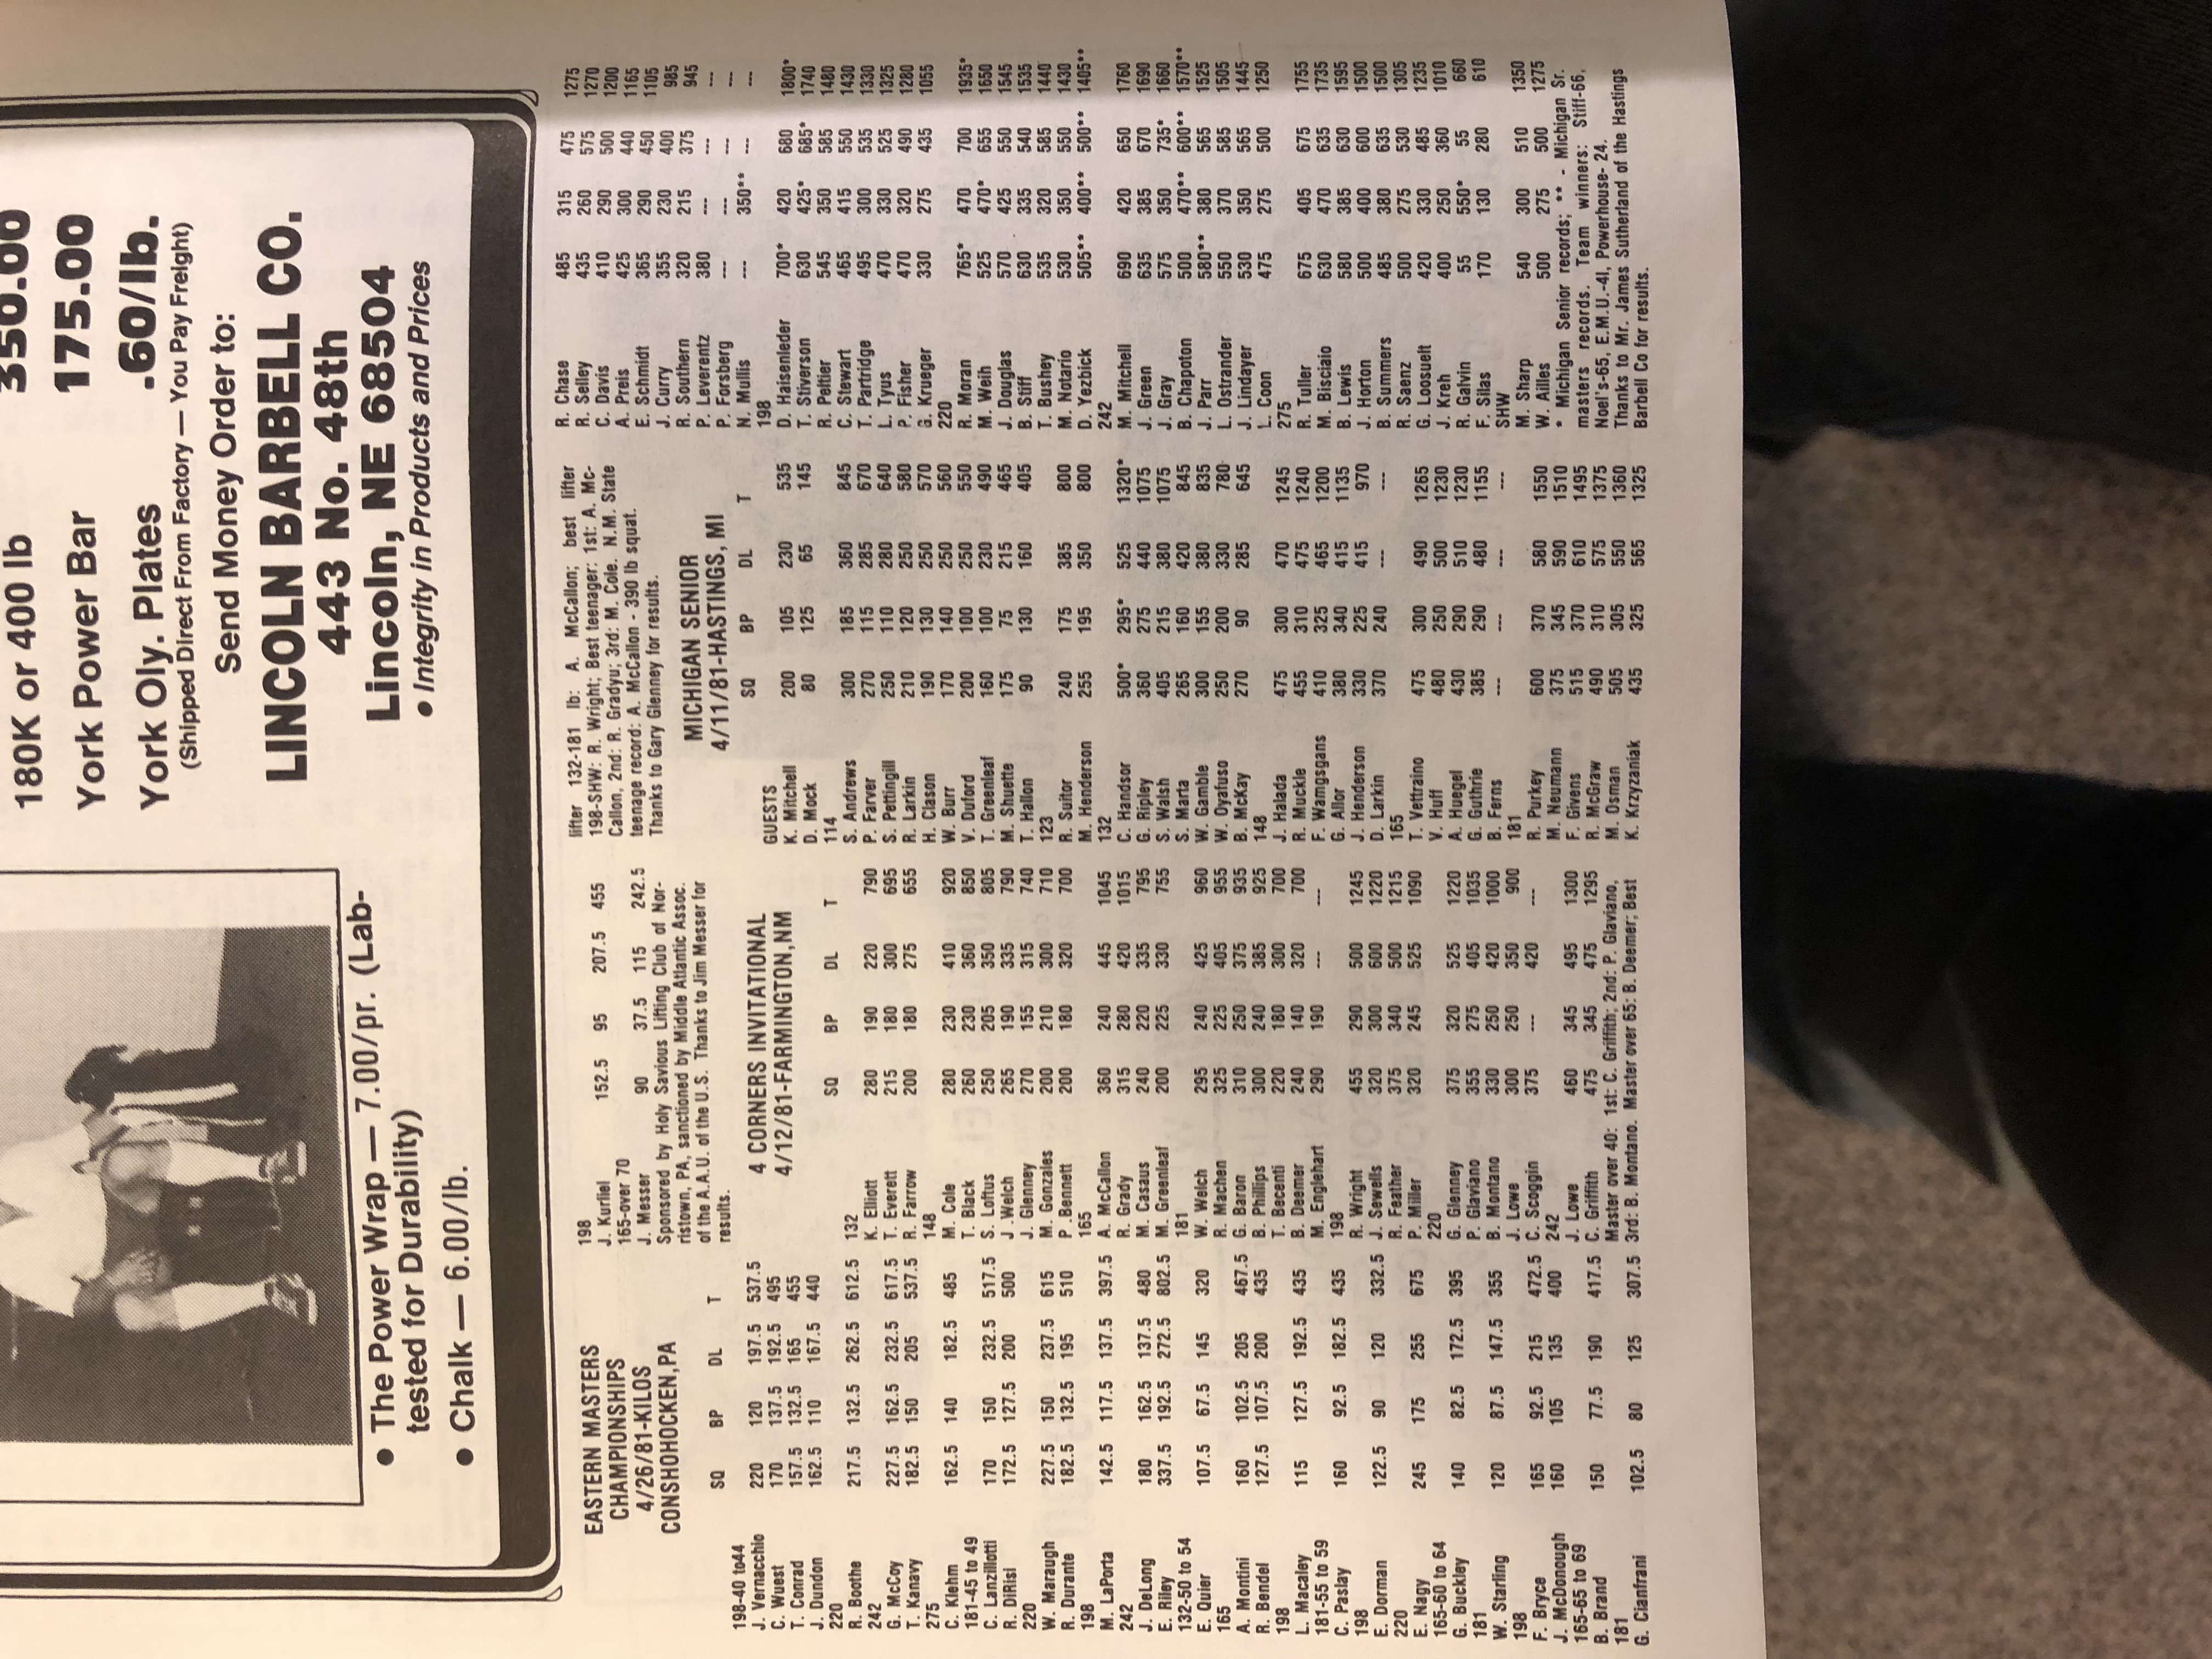 180K or 400 lb 350.00
York Power Bar 175.00
York Oly. Plates .60/lb.
(Shipped Direct From Factory — You Pay Freight)
Send Money Order to:
LINCOLN BARBELL CO.
443 No. 48th
Lincoln, NE 68504
● Integrity in Products and Prices
● The Power Wrap — 7.00/pr. (Lab-
tested for Durability)
● Chalk — 6.00/lb.
EASTERN MASTERS
CHAMPIONSHIPS
4/26/81-KILOS
CONSHOHOCKEN,PA
SQ BP DL T
198-40 to44
J. Vernacchio 220 120 197.5 537.5
C. Wuest 170 137.5 192.5 495
T. Conrad 157.5 132.5 165 455
J. Dundon 162.5 110 167.5 440
220
R. Boothe 217.5 132.5 262.5 612.5
242
G. McCoy 227.5 162.5 232.5 617.5
T. Kanavy 182.5 150 205 537.5
275
C. Klehm 162.5 140 182.5 485
181-45 to 49
C. Lanzillotti 170 150 232.5 517.5
R. DiRisi 172.5 127.5 200 500
220
W. Maraugh 227.5 150 237.5 615
R. Durante 182.5 132.5 195 510
198
M. LaPorta 142.5 117.5 137.5 397.5
242
J. DeLong 180 162.5 137.5 480
E. Riley 337.5 192.5 272.5 802.5
132-50 to 54
E. Quier 107.5 67.5 145 320
165
A. Montini 160 102.5 205 467.5
R. Bendel 127.5 107.5 200 435
198
L. Macaley 115 127.5 192.5 435
181-55 to 59
C. Paslay 160 92.5 182.5 435
198
E. Dorman 122.5 90 120 332.5
220
E. Nagy 245 175 255 675
165-60 to 64
G. Buckley 140 82.5 172.5 395
181
W. Starling 120 87.5 147.5 355
198
F. Bryce 165 92.5 215 472.5
J. McDonough 160 105 135 400
165-65 to 69
B. Brand 150 77.5 190 417.5
181
G. Cianfrani 102.5 80 125 307.5
198
J. Kurliel 152.5 95 207.5 455
165-over 70
J. Messer 90 37.5 115 242.5
Sponsored by Holy Savious Lifting Club of Nor-
ristown, PA, sanctioned by Middle Atlantic Assoc.
of the A.A.U. of the U.S. Thanks to Jim Messer for
results.
4 CORNERS INVITATIONAL
4/12/81-FARMINGTON,NM
SQ BP DL T
132
K. Elliott 280 190 220 790
T. Everett 215 180 300 695
R. Farrow 200 180 275 655
148
M. Cole 280 230 410 920
T. Black 260 230 360 850
S. Loftus 250 205 350 805
J .Welch 265 190 335 790
J. Glenney 270 155 315 740
M. Gonzales 200 210 300 710
P .Bennett 200 180 320 700
165
A. McCallon 360 240 445 1045
R. Grady 315 280 420 1015
M. Casaus 240 220 335 795
M. Greenleaf 200 225 330 755
181
W. Welch 295 240 425 960
R. Machen 325 225 405 955
G. Baron 310 250 375 935
B. Phillips 300 240 385 925
T. Becenti 220 180 300 700
B. Deemer 240 140 320 700
M. Englehart 290 190 --- ---
198
R. Wright 455 290 500 1245
J. Sewells 320 300 600 1220
R. Feather 375 340 500 1215
P. Miller 320 245 525 1090
220
G. Glenney 375 320 525 1220
P. Glaviano 355 275 405 1035
B. Montano 330 250 420 1000
J. Lowe 300 250 350 900
C. Scoggin 375 --- 420 ---
242
J. Lowe 460 345 495 1300
C. Griffith 475 345 475 1295
Master over 40: 1st: C. Griffith; 2nd: P. Glaviano,
3rd: B. Montano. Master over 65: B. Deemer; Best
lifter 132-181 lb: A. McCallon; best lifter
198-SHW: R. Wright; Best teenager: 1st: A. Mc-
Callon, 2nd: R. Gradyu; 3rd: M. Cole. N.M. State
teenage record: A. McCallon - 390 lb squat.
Thanks to Gary Glenney for results.
MICHIGAN SENIOR
4/11/81-HASTINGS, MI
SQ BP DL T
GUESTS
K. Mitchell 200 105 230 535
D. Mock 80 125 65 145
114
S. Andrews 300 185 360 845
P. Farver 270 115 285 670
S. Pettingill 250 110 280 640
R. Larkin 210 120 250 580
H. Clason 190 130 250 570
W. Burr 170 140 250 560
V. Duford 200 100 250 550
T. Greenleaf 160 100 230 490
M. Shuette 175 75 215 465
T. Hallon 90 130 160 405
123
R. Suitor 240 175 385 800
M. Henderson 255 195 350 800
132
C. Handsor 500* 295* 525 1320*
G. Ripley 360 275 440 1075
S. Walsh 405 215 380 1075
S. Marta 265 160 420 845
W. Gamble 300 155 380 835
W. Oyafuso 250 200 330 780
B. McKay 270 90 285 645
148
J. Halada 475 300 470 1245
R. Muckle 455 310 475 1240
F. Wamgsgans 410 325 465 1200
G. Allor 380 340 415 1135
J. Henderson 330 225 415 970
D. Larkin 370 240 --- ---
165
T. Vettraino 475 300 490 1265
V. Huff 480 250 500 1230
A. Huegel 430 290 510 1230
G. Guthrie 385 290 480 1155
B. Ferns --- --- --- ---
181
R. Purkey 600 370 580 1550
M. Neumann 375 345 590 1510
F. Givens 515 370 610 1495
R. McGraw 490 310 575 1375
M. Osman 505 305 550 1360
K. Krzyzaniak 435 325 565 1325
R. Chase 485 315 475 1275
R. Selley 435 260 575 1270
C. Davis 410 290 500 1200
A. Preis 425 300 440 1165
E. Schmidt 365 290 450 1105
J. Curry 355 230 400 985
R. Southern 320 215 375 945
P. Leverentz 380 --- --- ---
P. Forsberg --- --- --- ---
N. Mullis --- 350** --- ---
198
D. Haisenleder 700* 420 680 1800*
T. Stiverson 630 425* 685* 1740
R. Peltier 545 350 585 1480
C. Stewart 465 415 550 1430
T. Partridge 495 300 535 1330
L. Tyus 470 330 525 1325
P. Fisher 470 320 490 1280
G. Krueger 330 275 435 1055
220
R. Moran 765* 470 700 1935*
M. Weih 525 470* 655 1650
J. Douglas 570 425 550 1545
B. Stiff 630 335 540 1535
T. Bushey 535 320 585 1440
M. Notario 530 350 550 1430
D. Yezbick 505** 400** 500** 1405**
242
M. Mitchell 690 420 650 1760
J. Green 635 385 670 1690
J. Gray 575 350 735* 1660
B. Chapoton 500 470** 600** 1570**
J. Parr 580** 380 565 1525
L. Ostrander 550 370 585 1505
J. Lindayer 530 350 565 1445
L. Coon 475 275 500 1250
275
R. Tuller 675 405 675 1755
M. Bisciaio 630 470 635 1735
B. Lewis 580 385 630 1595
J. Horton 500 400 600 1500
B. Summers 485 380 635 1500
R. Saenz 500 275 530 1305
G. Loosuelt 420 330 485 1235
J. Kreh 400 250 360 1010
R. Galvin 55 550* 55 660
F. Silas 170 130 280 610
SHW
M. Sharp 540 300 510 1350
W. Ailles 500 275 500 1275
* Michigan Senior records; ** - Michigan Sr.
masters records. Team winners: Stiff-66,
Noel's-65, E.M.U.-41, Powerhouse- 24.
Thanks to Mr. James Sutherland of the Hastings
Barbell Co for results.